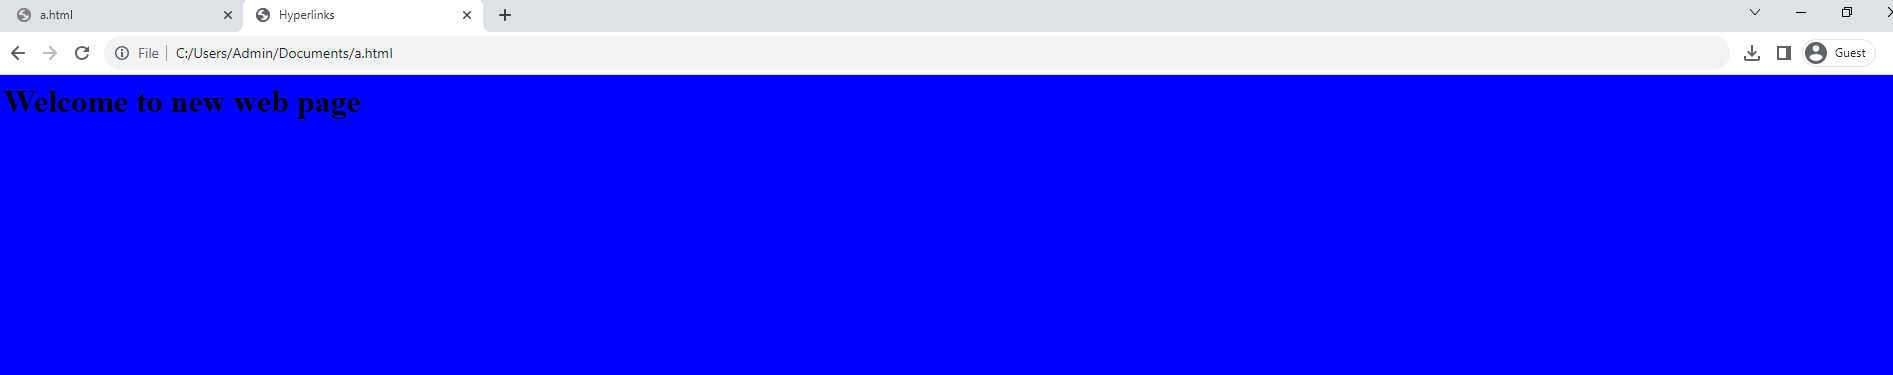 a.html
Hyperlinks
File
C:/Users/Admin/Documents/a.html
Guest
Welcome to new web page